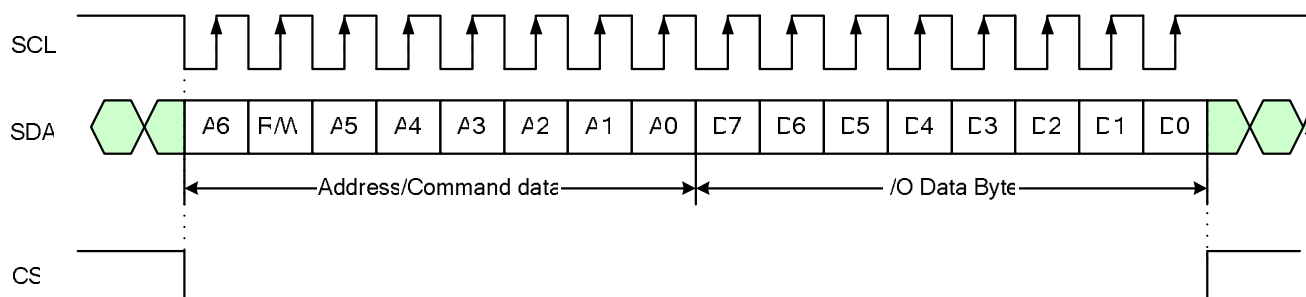 SCL
SDA A6 R/W A5 A4 A3 A2 A1 A0 D7 D6 D5 D4 D3 D2 D1 D0
Address/Command data I/O Data Byte
CS